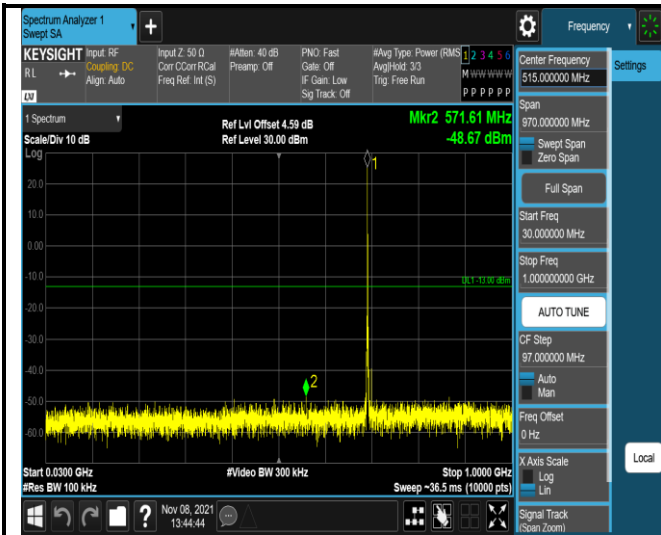 Spectrum Analyzer 1
Swept SA
+
Frequency
KEYSIGHT
RL
LXI
Input: RF
Coupling: DC
Align: Auto
Input Z: 50 Ω
Corr CCorr RCal
Freq Ref: Int (S)
#Atten: 40 dB
Preamp: Off
PNO: Fast
Gate: Off
IF Gain: Low
Sig Track: Off
#Avg Type: Power (RMS
Avg|Hold: 3/3
Trig: Free Run
1 2 3 4 5 6
M W W W W W
P P P P P P
Center Frequency
515.000000 MHz
Settings
1 Spectrum
Scale/Div 10 dB
Log
Ref Lvl Offset 4.59 dB
Ref Level 30.00 dBm
Mkr2 571.61 MHz
-48.67 dBm
Span
970.000000 MHz
Swept Span
Zero Span
Full Span
Start Freq
30.000000 MHz
Stop Freq
1.000000000 GHz
AUTO TUNE
CF Step
97.000000 MHz
Auto
Man
Freq Offset
0 Hz
X Axis Scale
Log
Lin
Local
Signal Track
(Span Zoom)
1
20.0
10.0
0.00
-10.0
DL1 -13.00 dBm
-20.0
-30.0
-40.0
2
-50.0
-60.0
Start 0.0300 GHz
#Res BW 100 kHz
#Video BW 300 kHz
Stop 1.0000 GHz
Sweep ~36.5 ms (10000 pts)
?
Nov 08, 2021
13:44:44